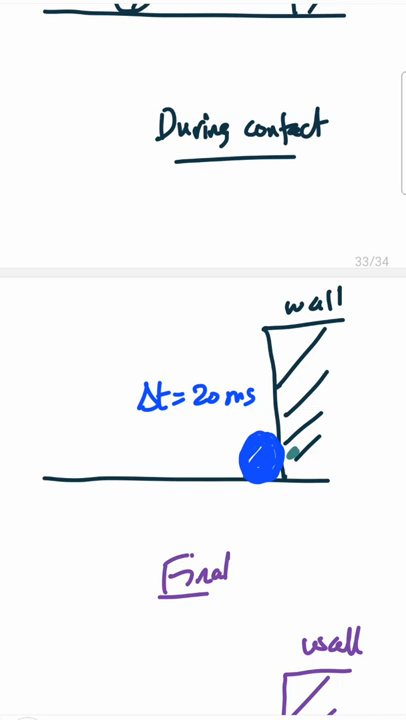 During contact
33/34
wall
Δt = 20 ms
Final
wall